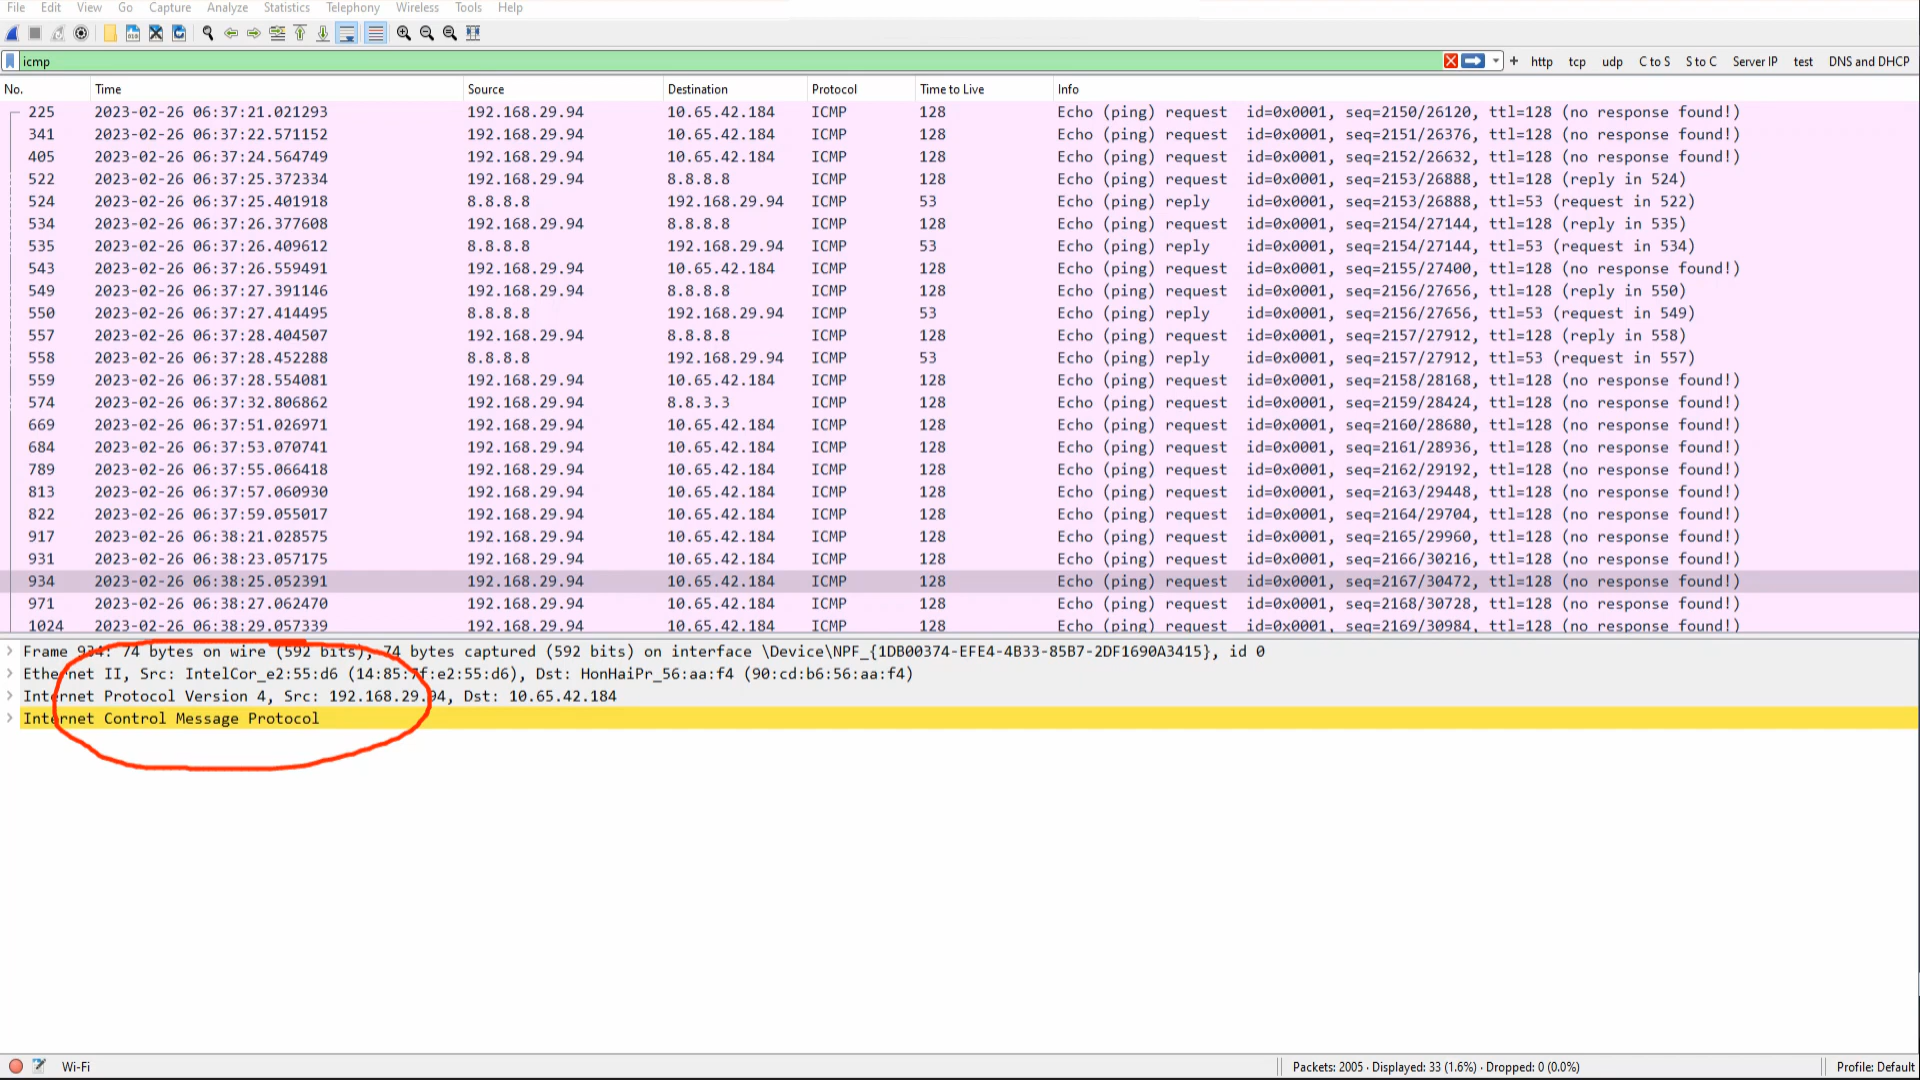 File Edit View Go Capture Analyze Statistics Telephony Wireless Tools Help
icmp + http tcp udp C to S S to C Server IP test DNS and DHCP
No. Time Source Destination Protocol Time to Live Info
225 2023-02-26 06:37:21.021293 192.168.29.94 10.65.42.184 ICMP 128 Echo (ping) request id=0x0001, seq=2150/26120, ttl=128 (no response found!)
341 2023-02-26 06:37:22.571152 192.168.29.94 10.65.42.184 ICMP 128 Echo (ping) request id=0x0001, seq=2151/26376, ttl=128 (no response found!)
405 2023-02-26 06:37:24.564749 192.168.29.94 10.65.42.184 ICMP 128 Echo (ping) request id=0x0001, seq=2152/26632, ttl=128 (no response found!)
522 2023-02-26 06:37:25.372334 192.168.29.94 8.8.8.8 ICMP 128 Echo (ping) request id=0x0001, seq=2153/26888, ttl=128 (reply in 524)
524 2023-02-26 06:37:25.401918 8.8.8.8 192.168.29.94 ICMP 53 Echo (ping) reply id=0x0001, seq=2153/26888, ttl=53 (request in 522)
534 2023-02-26 06:37:26.377608 192.168.29.94 8.8.8.8 ICMP 128 Echo (ping) request id=0x0001, seq=2154/27144, ttl=128 (reply in 535)
535 2023-02-26 06:37:26.409612 8.8.8.8 192.168.29.94 ICMP 53 Echo (ping) reply id=0x0001, seq=2154/27144, ttl=53 (request in 534)
543 2023-02-26 06:37:26.559491 192.168.29.94 10.65.42.184 ICMP 128 Echo (ping) request id=0x0001, seq=2155/27400, ttl=128 (no response found!)
549 2023-02-26 06:37:27.391146 192.168.29.94 8.8.8.8 ICMP 128 Echo (ping) request id=0x0001, seq=2156/27656, ttl=128 (reply in 550)
550 2023-02-26 06:37:27.414495 8.8.8.8 192.168.29.94 ICMP 53 Echo (ping) reply id=0x0001, seq=2156/27656, ttl=53 (request in 549)
557 2023-02-26 06:37:28.404507 192.168.29.94 8.8.8.8 ICMP 128 Echo (ping) request id=0x0001, seq=2157/27912, ttl=128 (reply in 558)
558 2023-02-26 06:37:28.452288 8.8.8.8 192.168.29.94 ICMP 53 Echo (ping) reply id=0x0001, seq=2157/27912, ttl=53 (request in 557)
559 2023-02-26 06:37:28.554081 192.168.29.94 10.65.42.184 ICMP 128 Echo (ping) request id=0x0001, seq=2158/28168, ttl=128 (no response found!)
574 2023-02-26 06:37:32.806862 192.168.29.94 8.8.3.3 ICMP 128 Echo (ping) request id=0x0001, seq=2159/28424, ttl=128 (no response found!)
669 2023-02-26 06:37:51.026971 192.168.29.94 10.65.42.184 ICMP 128 Echo (ping) request id=0x0001, seq=2160/28680, ttl=128 (no response found!)
684 2023-02-26 06:37:53.070741 192.168.29.94 10.65.42.184 ICMP 128 Echo (ping) request id=0x0001, seq=2161/28936, ttl=128 (no response found!)
789 2023-02-26 06:37:55.066418 192.168.29.94 10.65.42.184 ICMP 128 Echo (ping) request id=0x0001, seq=2162/29192, ttl=128 (no response found!)
813 2023-02-26 06:37:57.060930 192.168.29.94 10.65.42.184 ICMP 128 Echo (ping) request id=0x0001, seq=2163/29448, ttl=128 (no response found!)
822 2023-02-26 06:37:59.055017 192.168.29.94 10.65.42.184 ICMP 128 Echo (ping) request id=0x0001, seq=2164/29704, ttl=128 (no response found!)
917 2023-02-26 06:38:21.028575 192.168.29.94 10.65.42.184 ICMP 128 Echo (ping) request id=0x0001, seq=2165/29960, ttl=128 (no response found!)
931 2023-02-26 06:38:23.057175 192.168.29.94 10.65.42.184 ICMP 128 Echo (ping) request id=0x0001, seq=2166/30216, ttl=128 (no response found!)
934 2023-02-26 06:38:25.052391 192.168.29.94 10.65.42.184 ICMP 128 Echo (ping) request id=0x0001, seq=2167/30472, ttl=128 (no response found!)
971 2023-02-26 06:38:27.062470 192.168.29.94 10.65.42.184 ICMP 128 Echo (ping) request id=0x0001, seq=2168/30728, ttl=128 (no response found!)
1024 2023-02-26 06:38:29.057339 192.168.29.94 10.65.42.184 ICMP 128 Echo (ping) request id=0x0001, seq=2169/30984, ttl=128 (no response found!)
Frame 934: 74 bytes on wire (592 bits), 74 bytes captured (592 bits) on interface \Device\NPF_{1DB00374-EFE4-4B33-85B7-2DF1690A3415}, id 0
Ethernet II, Src: IntelCor_e2:55:d6 (14:85:7f:e2:55:d6), Dst: HonHaiPr_56:aa:f4 (90:cd:b6:56:aa:f4)
Internet Protocol Version 4, Src: 192.168.29.94, Dst: 10.65.42.184
Internet Control Message Protocol
Wi-Fi Packets: 2005 · Displayed: 33 (1.6%) · Dropped: 0 (0.0%) Profile: Default